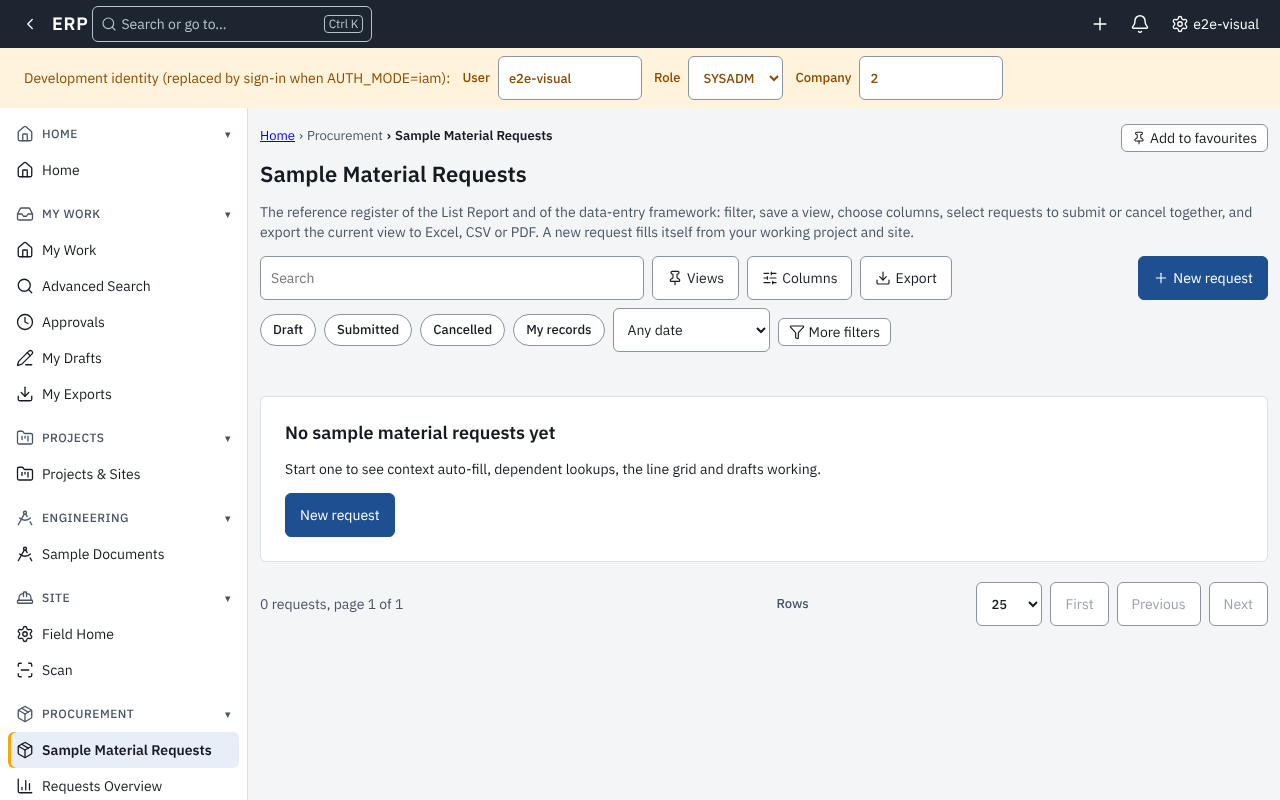 ERP
Search or go to...
Ctrl K
e2e-visual
Development identity (replaced by sign-in when AUTH_MODE=iam):
User
e2e-visual
Role
SYSADM
Company
2
HOME
Home
MY WORK
My Work
Advanced Search
Approvals
My Drafts
My Exports
PROJECTS
Projects & Sites
ENGINEERING
Sample Documents
SITE
Field Home
Scan
PROCUREMENT
Sample Material Requests
Requests Overview
Home › Procurement › Sample Material Requests
Add to favourites
Sample Material Requests
The reference register of the List Report and of the data-entry framework: filter, save a view, choose columns, select requests to submit or cancel together, and
export the current view to Excel, CSV or PDF. A new request fills itself from your working project and site.
Search
Views
Columns
Export
New request
Draft
Submitted
Cancelled
My records
Any date
More filters
No sample material requests yet
Start one to see context auto-fill, dependent lookups, the line grid and drafts working.
New request
0 requests, page 1 of 1
Rows
25
First
Previous
Next